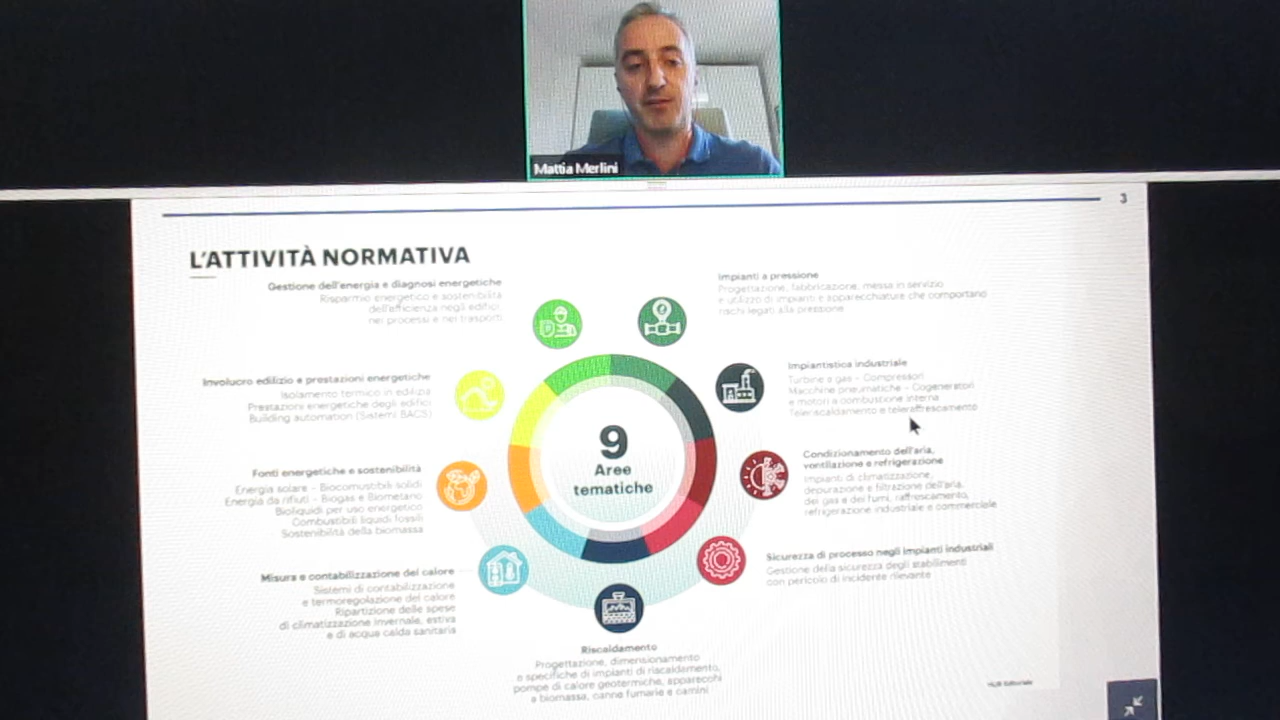 Mattia Merlini
3
L'ATTIVITÀ NORMATIVA
Gestione dell'energia e diagnosi energetiche
Risparmio energetico e sostenibilità
dell'efficienza negli edifici,
nei processi e nei trasporti
Impianti a pressione
Progettazione, fabbricazione, messa in servizio
e utilizzo di impianti e apparecchiature che comportano
rischi legati alla pressione
Involucro edilizio e prestazioni energetiche
Isolamento termico in edilizia
Prestazioni energetiche degli edifici
Building automation (Sistemi BACS)
Impiantistica industriale
Turbine a gas - Compressori
Macchine pneumatiche - Cogeneratori
e motori a combustione interna
Teleriscaldamento e teleraffrescamento
9
Aree
tematiche
Fonti energetiche e sostenibilità
Energia solare - Biocomustibili solidi
Energia da rifiuti - Biogas e Biometano
Bioliquidi per uso energetico
Combustibili liquidi fossili
Sostenibilità della biomassa
Condizionamento dell'aria,
ventilazione e refrigerazione
Impianti di climatizzazione,
depurazione e filtrazione dell'aria,
dei gas e dei fumi, raffrescamento,
refrigerazione industriale e commerciale
Misura e contabilizzazione del calore
Sistemi di contabilizzazione
e termoregolazione del calore
Ripartizione delle spese
di climatizzazione invernale, estiva
e di acqua calda sanitaria
Sicurezza di processo negli impianti industriali
Gestione della sicurezza degli stabilimenti
con pericolo di incidente rilevante
Riscaldamento
Progettazione, dimensionamento
e specifiche di impianti di riscaldamento,
pompe di calore geotermiche, apparecchi
a biomassa, canne fumarie e camini
HUB Editoriale